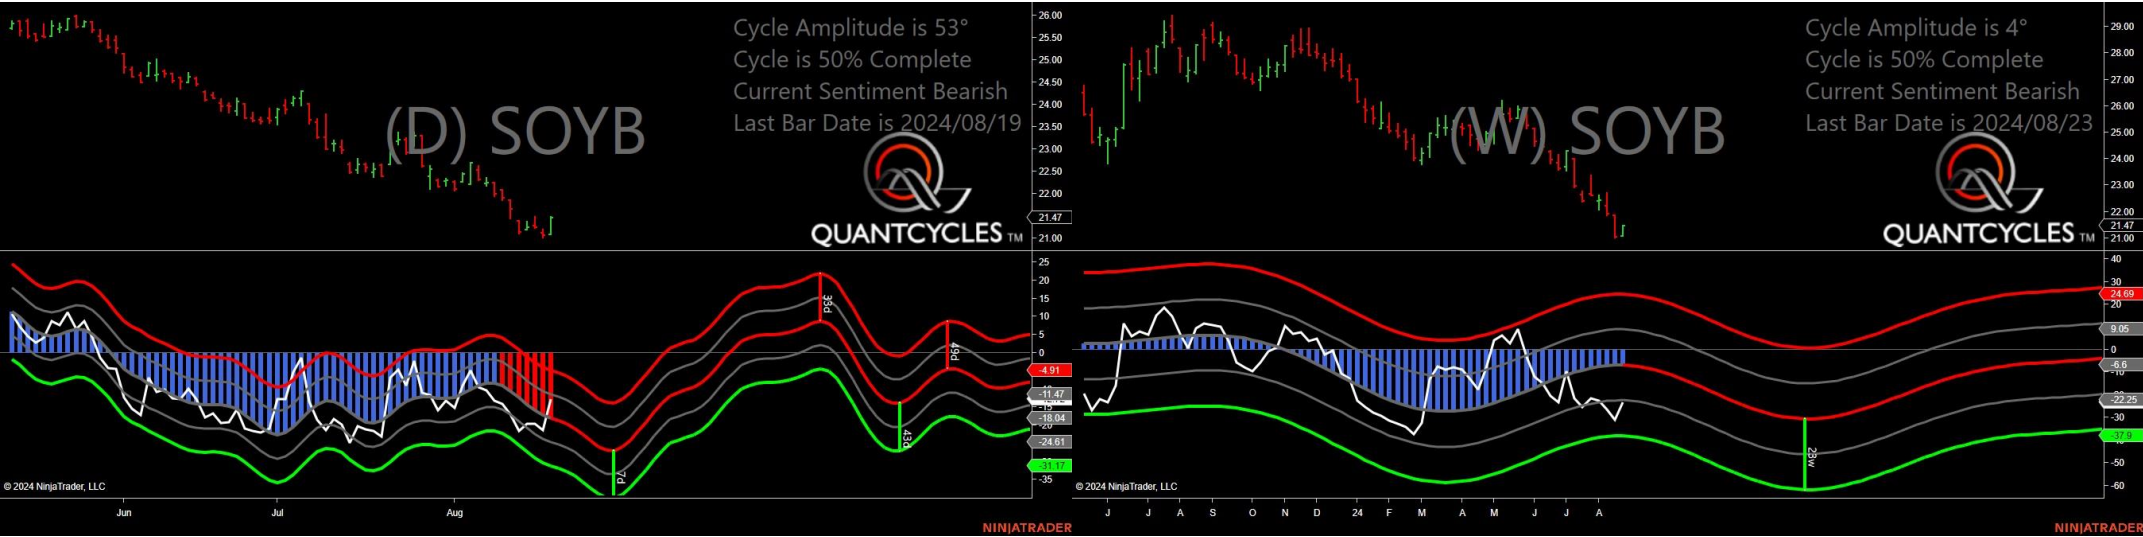 Cycle Amplitude is 53°
Cycle is 50% Complete
Current Sentiment Bearish
Last Bar Date is 2024/08/19
(D) SOYB
QUANTCYCLES TM
26.00
25.50
25.00
24.50
24.00
23.50
23.00
22.50
22.00
21.47
21.00
25
20
15
10
5
0
-4.91
-11.47
-15
-18.04
-20
-24.61
-31.17
-35
33d
49d
43d
7d
© 2024 NinjaTrader, LLC
Jun Jul Aug
NINJATRADER
Cycle Amplitude is 4°
Cycle is 50% Complete
Current Sentiment Bearish
Last Bar Date is 2024/08/23
(W) SOYB
QUANTCYCLES TM
29.00
28.00
27.00
26.00
25.00
24.00
23.00
22.00
21.47
21.00
40
30
24.69
20
9.05
0
-6.6
-10
-22.25
-30
-37.9
-50
-60
© 2024 NinjaTrader, LLC
J J A S O N D 24 F M A M J J A
NINJATRADER